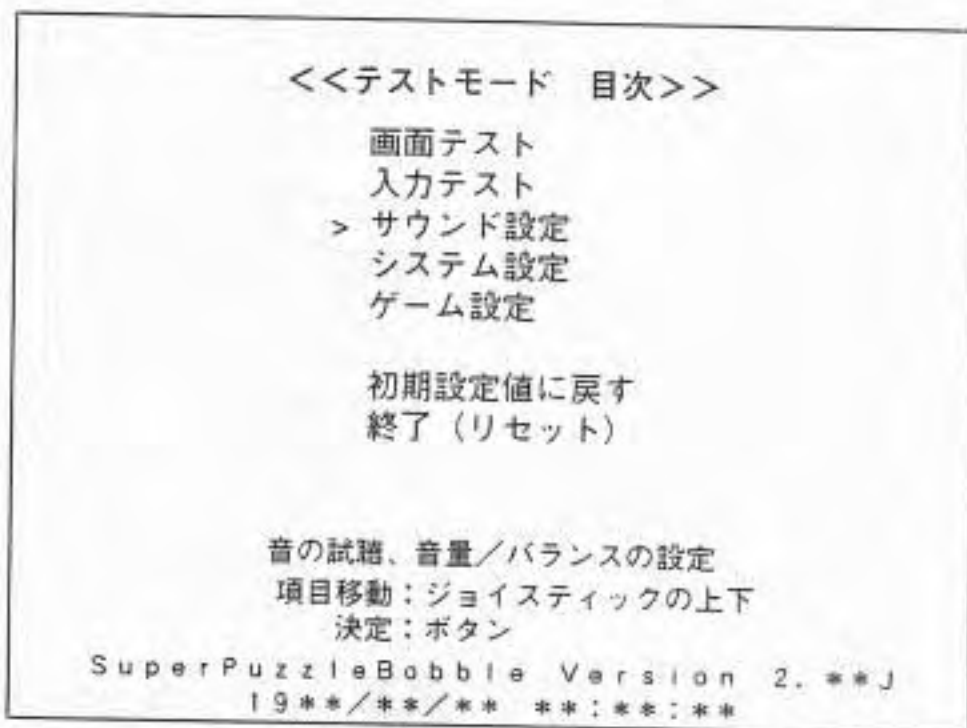 <<テストモード　目次>>
画面テスト
入力テスト
> サウンド設定
システム設定
ゲーム設定
初期設定値に戻す
終了（リセット）
音の試聴、音量／バランスの設定
項目移動：ジョイスティックの上下
決定：ボタン
SuperPuzzleBobble Version 2.**J
19**/**/** **:**:**